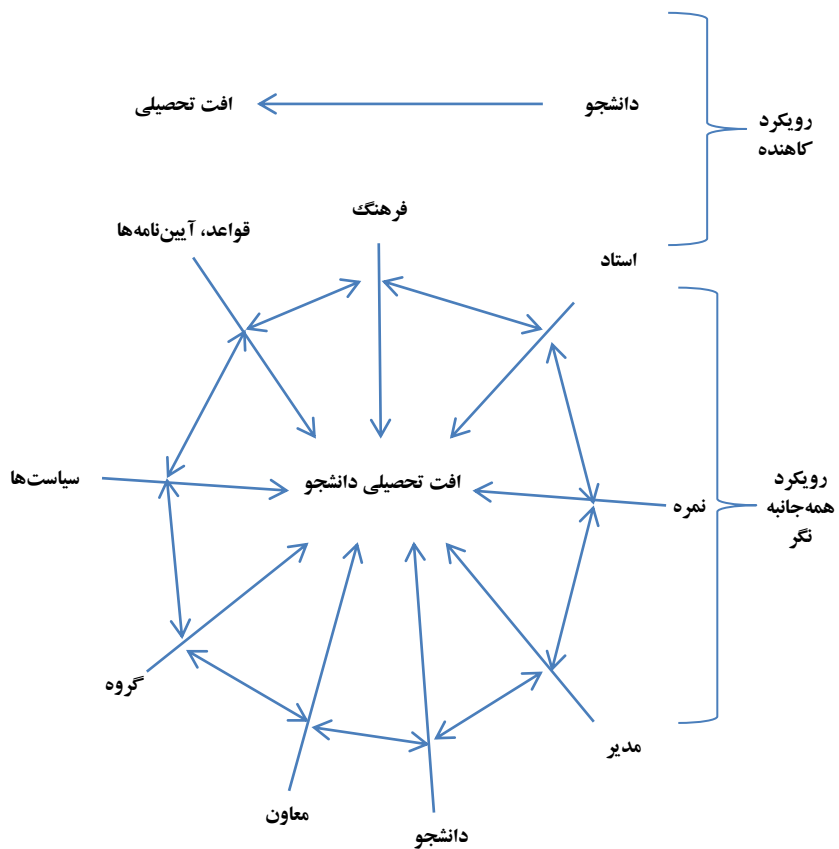 دانشجو
افت تحصیلی
رویکرد
کاهنده
فرهنگ
قواعد، آیین‌نامه‌ها
استاد
سیاست‌ها
افت تحصیلی دانشجو
نمره
رویکرد
همه‌جانبه
نگر
گروه
مدیر
معاون
دانشجو